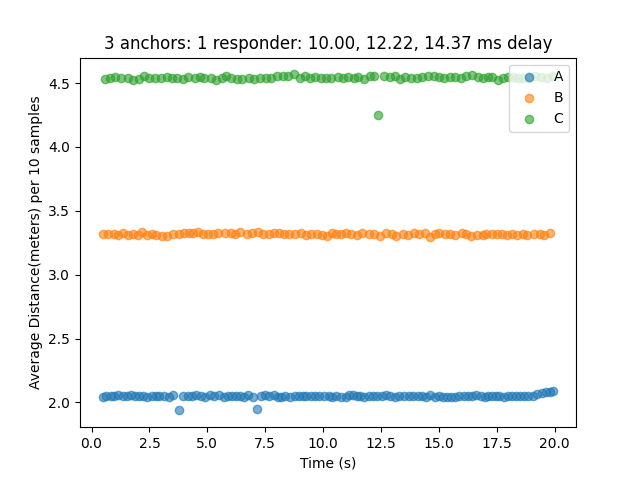 3 anchors: 1 responder: 10.00, 12.22, 14.37 ms delay
A
B
C
4.5
4.0
3.5
3.0
2.5
2.0
Average Distance(meters) per 10 samples
0.0 2.5 5.0 7.5 10.0 12.5 15.0 17.5 20.0
Time (s)